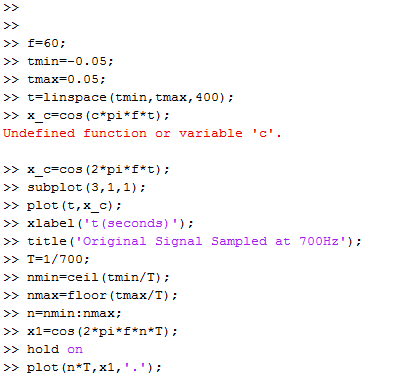 >>
>>
>> f=60;
>> tmin=-0.05;
>> tmax=0.05;
>> t=linspace(tmin,tmax,400);
>> x_c=cos(c*pi*f*t);
Undefined function or variable 'c'.
>> x_c=cos(2*pi*f*t);
>> subplot(3,1,1);
>> plot(t,x_c);
>> xlabel('t(seconds)');
>> title('Original Signal Sampled at 700Hz');
>> T=1/700;
>> nmin=ceil(tmin/T);
>> nmax=floor(tmax/T);
>> n=nmin:nmax;
>> x1=cos(2*pi*f*n*T);
>> hold on
>> plot(n*T,x1,'.');